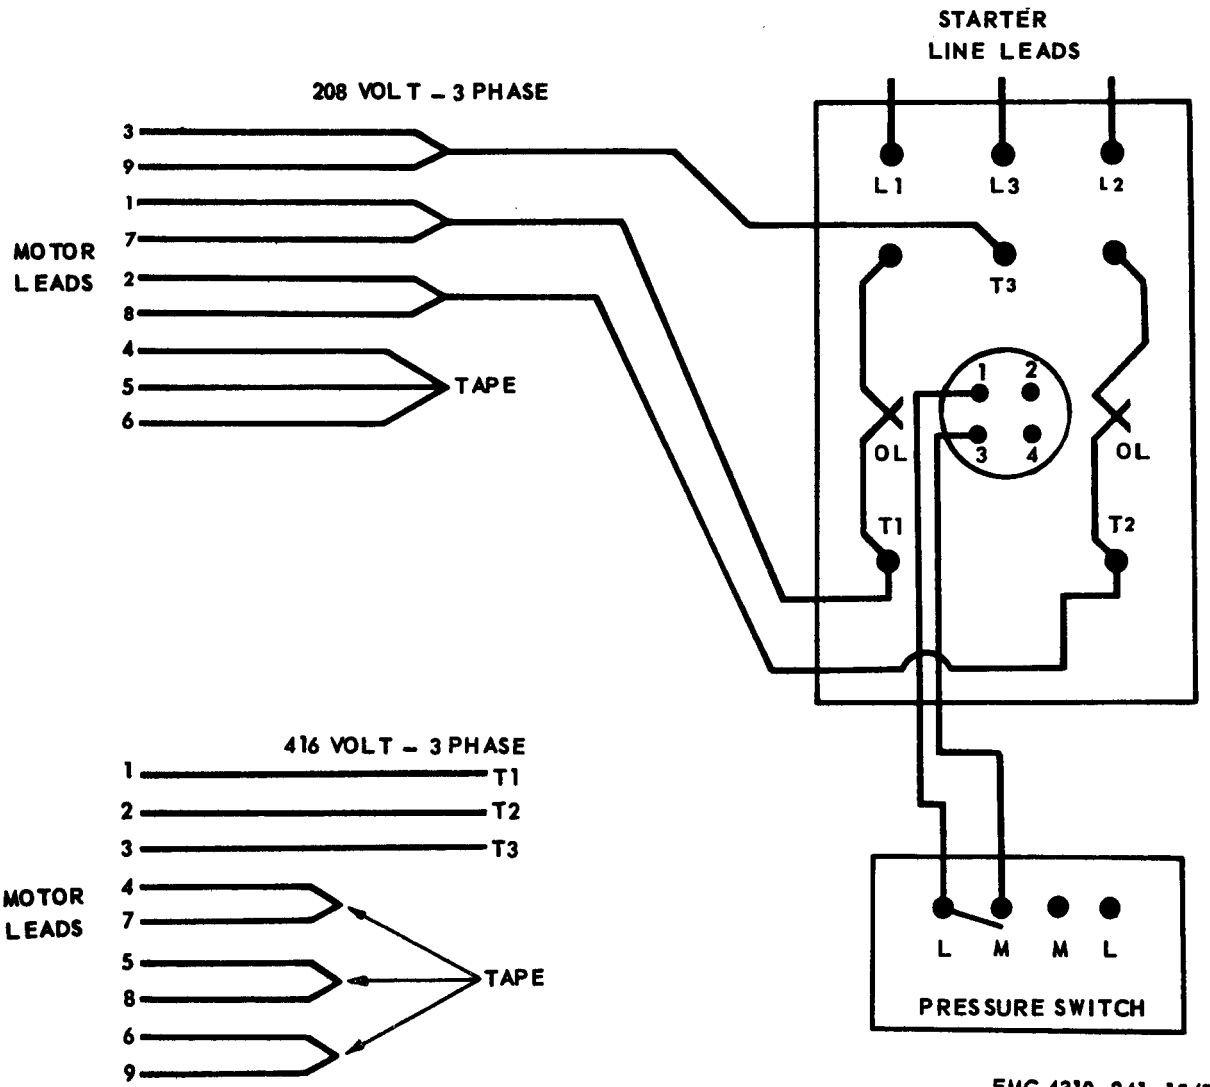 STARTER
LINE LEADS
208 VOLT - 3 PHASE
3
9
1
7
MOTOR
LEADS
2
8
4
5
6
TAPE
L1
L3
L2
T3
1
2
3
4
OL
OL
T1
T2
416 VOLT - 3 PHASE
1
T1
2
T2
3
T3
MOTOR
LEADS
4
7
5
8
6
9
TAPE
L
M
M
L
PRESSURE SWITCH